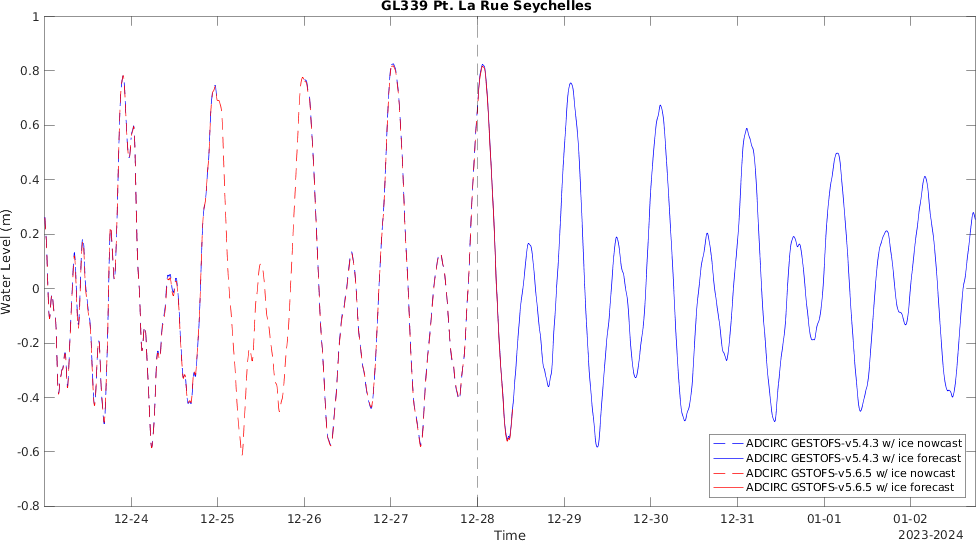 GL339 Pt. La Rue Seychelles
1
0.8
0.6
0.4
0.2
0
-0.2
-0.4
-0.6
-0.8
Water Level (m)
12-24 12-25 12-26 12-27 12-28 12-29 12-30 12-31 01-01 01-02
Time
2023-2024
ADCIRC GESTOFS-v5.4.3 w/ ice nowcast
ADCIRC GESTOFS-v5.4.3 w/ ice forecast
ADCIRC GSTOFS-v5.6.5 w/ ice nowcast
ADCIRC GSTOFS-v5.6.5 w/ ice forecast